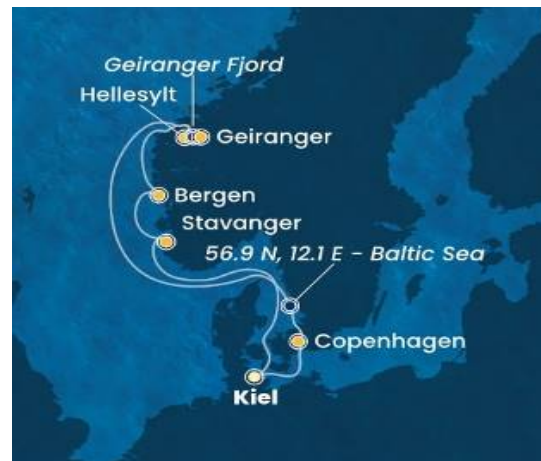 Geiranger Fjord
Hellesylt
Geiranger
Bergen
Stavanger
56.9 N, 12.1 E - Baltic Sea
Copenhagen
Kiel